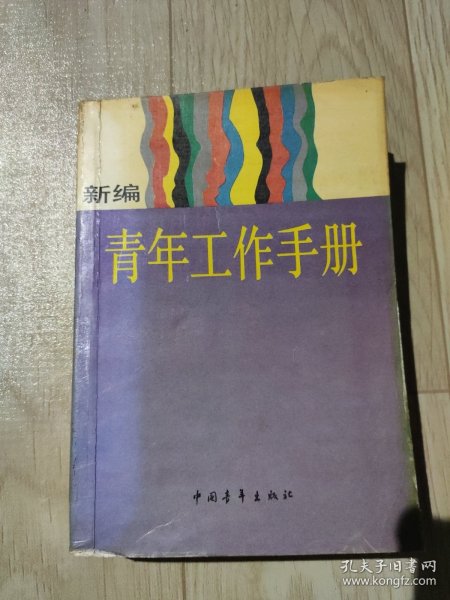 新编
青年工作手册
中国青年出版社
孔夫子旧书网
www.kongfz.com